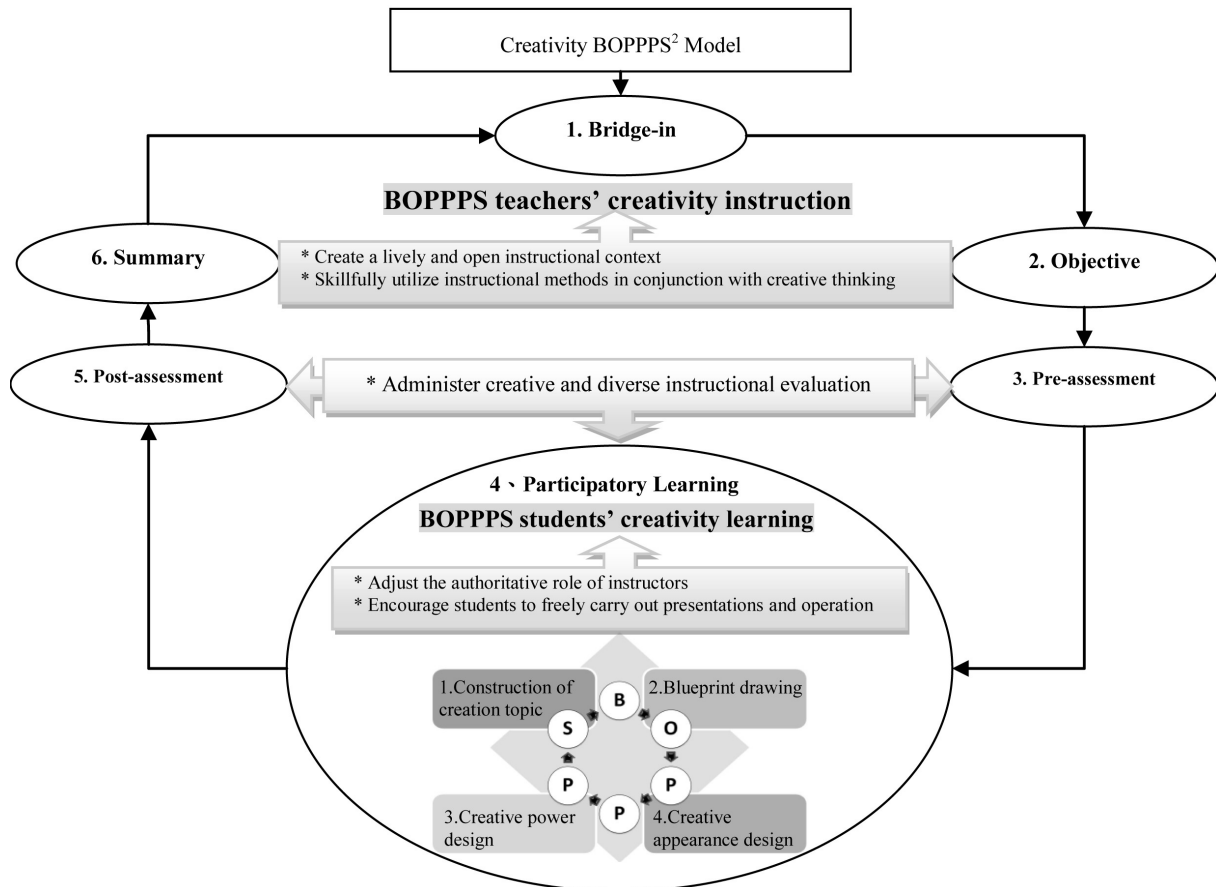 Creativity BOPPPS² Model
1. Bridge-in
BOPPPS teachers’ creativity instruction
6. Summary
* Create a lively and open instructional context
* Skillfully utilize instructional methods in conjunction with creative thinking
2. Objective
5. Post-assessment
* Administer creative and diverse instructional evaluation
3. Pre-assessment
4、Participatory Learning
BOPPPS students’ creativity learning
* Adjust the authoritative role of instructors
* Encourage students to freely carry out presentations and operation
1.Construction of
creation topic
2.Blueprint drawing
B
O
P
P
P
S
3.Creative power
design
4.Creative
appearance design